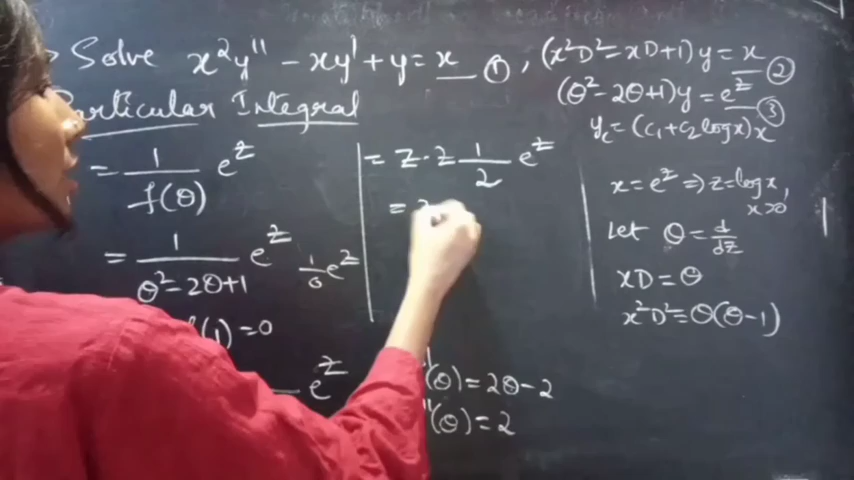 Solve x²y'' - xy' + y = x ① , (x²D² - xD + 1) y = x ②
(θ² - 2θ + 1) y = e^z ③
Particular Integral
y_c = (c₁ + c₂ log x) x
= 1/f(θ) e^z
= 1/(θ² - 2θ + 1) e^z
1/0 e^z
(1) = 0
e^z
(θ) = 2θ - 2
(θ) = 2
= z · z 1/2 e^z
=
x = e^z ⇒ z = log x,
x > 0
Let θ = d/dz
xD = θ
x²D² = θ(θ - 1)